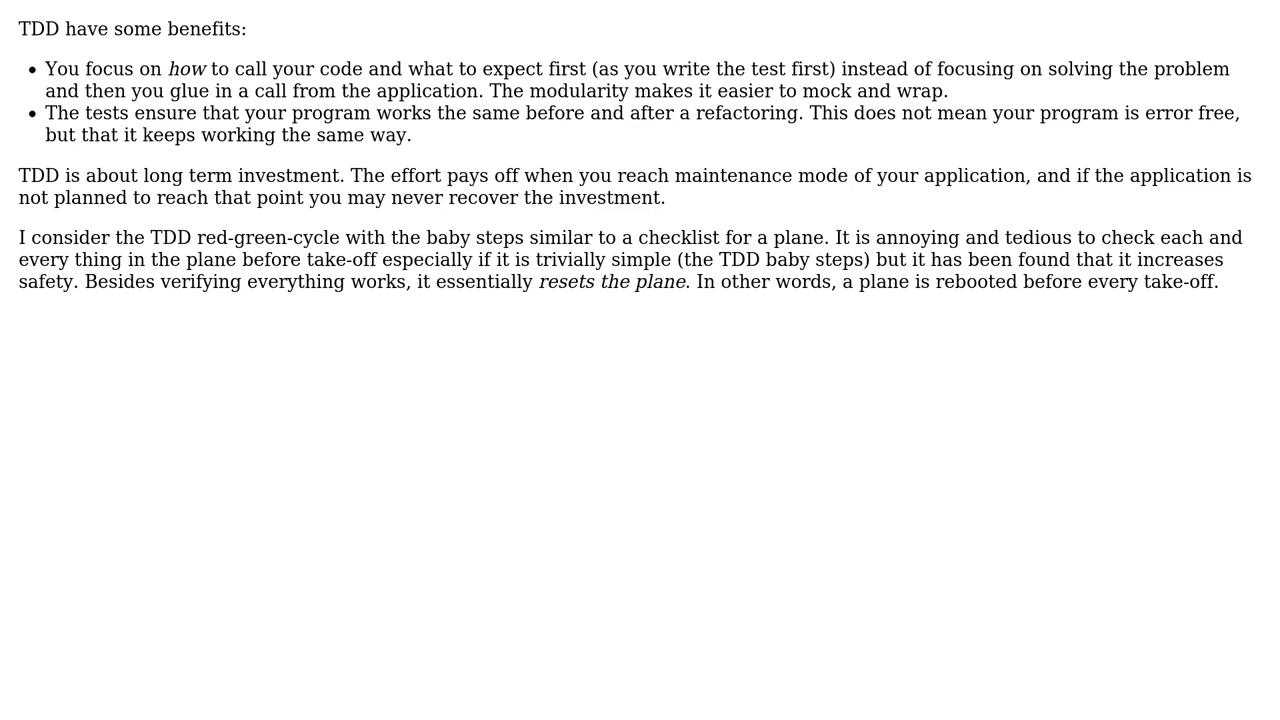 TDD have some benefits:
• You focus on how to call your code and what to expect first (as you write the test first) instead of focusing on solving the problem
and then you glue in a call from the application. The modularity makes it easier to mock and wrap.
• The tests ensure that your program works the same before and after a refactoring. This does not mean your program is error free,
but that it keeps working the same way.
TDD is about long term investment. The effort pays off when you reach maintenance mode of your application, and if the application is
not planned to reach that point you may never recover the investment.
I consider the TDD red-green-cycle with the baby steps similar to a checklist for a plane. It is annoying and tedious to check each and
every thing in the plane before take-off especially if it is trivially simple (the TDD baby steps) but it has been found that it increases
safety. Besides verifying everything works, it essentially resets the plane. In other words, a plane is rebooted before every take-off.